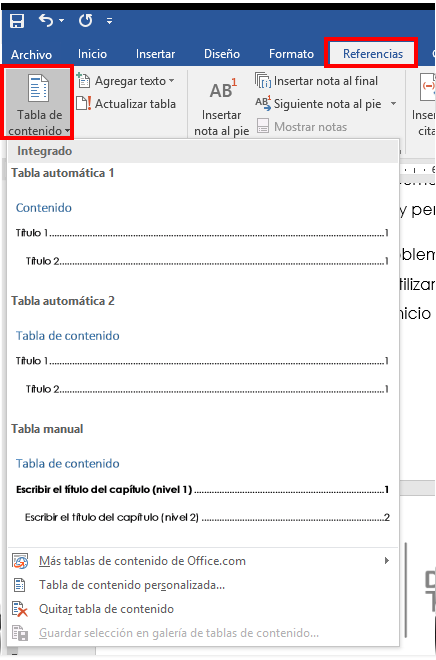 Archivo Inicio Insertar Diseño Formato Referencias
Tabla de contenido
Agregar texto
Actualizar tabla
AB1
Insertar nota al pie
Insertar nota al final
AB1 Siguiente nota al pie
Mostrar notas
Integrado
Tabla automática 1
Contenido
Título 1...1
Título 2...1
Tabla automática 2
Tabla de contenido
Título 1...1
Título 2...1
Tabla manual
Tabla de contenido
Escribir el título del capítulo (nivel 1)...1
Escribir el título del capítulo (nivel 2)...2
Más tablas de contenido de Office.com
Tabla de contenido personalizada...
Quitar tabla de contenido
Guardar selección en galería de tablas de contenido...